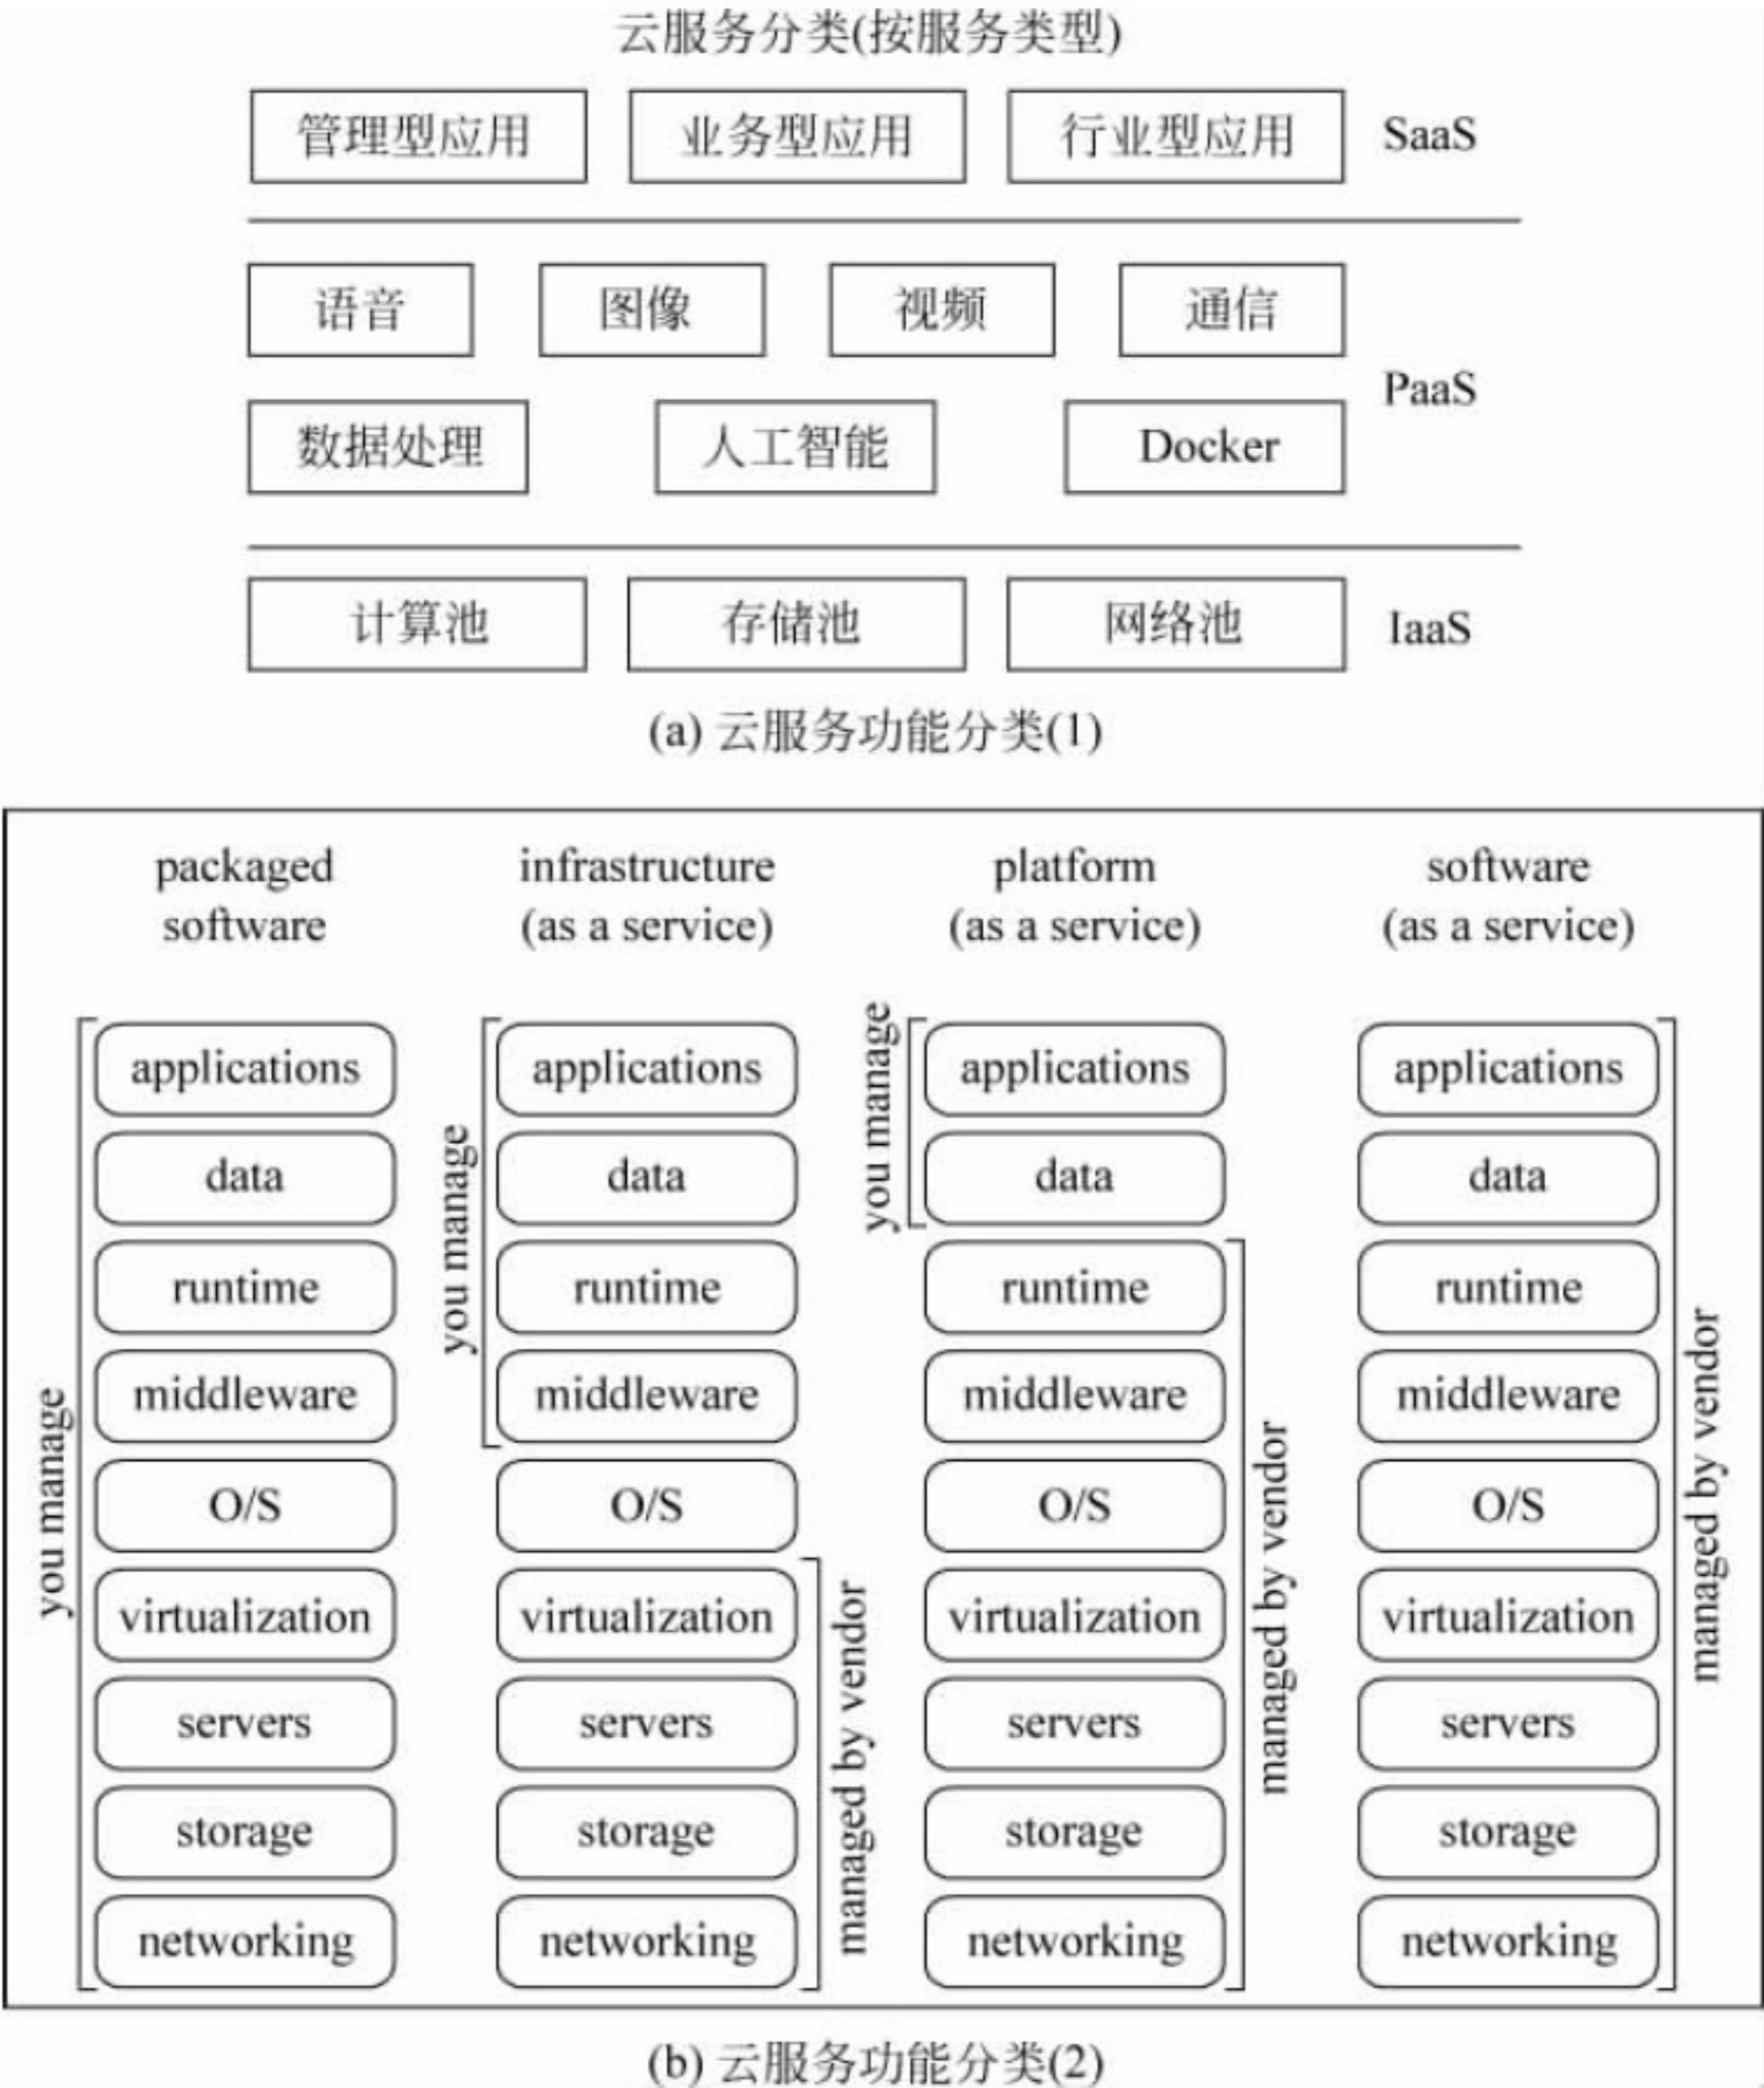 云服务分类(按服务类型)
管理型应用 业务型应用 行业型应用 SaaS
语音 图像 视频 通信
PaaS
数据处理 人工智能 Docker
计算池 存储池 网络池 IaaS
(a) 云服务功能分类(1)
packaged software
infrastructure (as a service)
platform (as a service)
software (as a service)
you manage
applications
data
runtime
middleware
O/S
virtualization
servers
storage
networking
you manage
applications
data
runtime
middleware
O/S
virtualization
servers
storage
networking
managed by vendor
you manage
applications
data
runtime
middleware
O/S
virtualization
servers
storage
networking
managed by vendor
applications
data
runtime
middleware
O/S
virtualization
servers
storage
networking
managed by vendor
(b) 云服务功能分类(2)